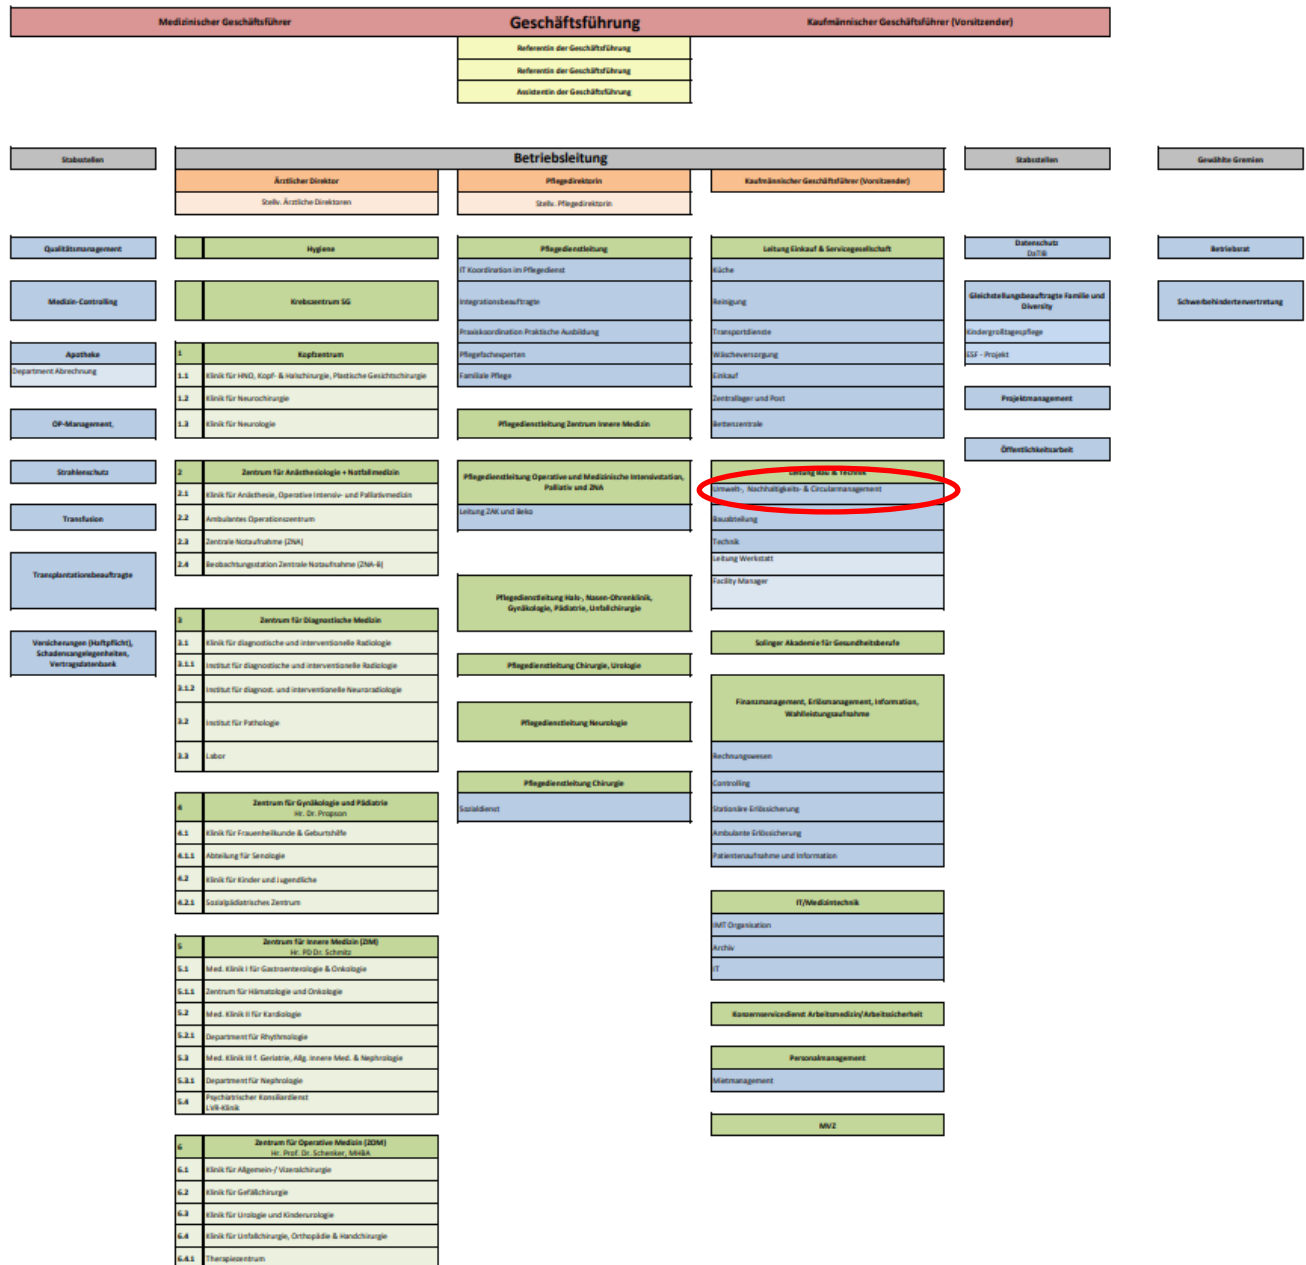 Medizinischer Geschäftsführer
Geschäftsführung
Kaufmännischer Geschäftsführer (Vorsitzender)
Referentin der Geschäftsführung
Referentin der Geschäftsführung
Assistentin der Geschäftsführung
Stabsstellen
Betriebsleitung
Stabsstellen
Gewählte Gremien
Ärztlicher Direktor
Pflegedirektorin
Kaufmännischer Geschäftsführer (Vorsitzender)
Stellv. Ärztliche Direktoren
Stellv. Pflegedirektorin
Qualitätsmanagement
Medizin-Controlling
Apotheke
Department Abrechnung
OP-Management,
Strahlenschutz
Transfusion
Transplantationsbeauftragte
Versicherungen (Haftpflicht),
Schadensangelegenheiten,
Vertragsdatenbank
Hygiene
Krebszentrum SG
1 Kopfzentrum
1.1 Klinik für HNO, Kopf- & Halschirurgie, Plastische Gesichtschirurgie
1.2 Klinik für Neurochirurgie
1.3 Klinik für Neurologie
2 Zentrum für Anästhesiologie + Notfallmedizin
2.1 Klinik für Anästhesie, Operative Intensiv- und Palliativmedizin
2.2 Ambulantes Operationszentrum
2.3 Zentrale Notaufnahme (ZNA)
2.4 Beobachtungsstation Zentrale Notaufnahme (ZNA-B)
3 Zentrum für Diagnostische Medizin
3.1 Klinik für diagnostische und interventionelle Radiologie
3.1.1 Institut für diagnostische und interventionelle Radiologie
3.1.2 Institut für diagnost. und interventionelle Neuroradiologie
3.2 Institut für Pathologie
3.3 Labor
4 Zentrum für Gynäkologie und Pädiatrie
Hr. Dr. Propson
4.1 Klinik für Frauenheilkunde & Geburtshilfe
4.1.1 Abteilung für Senologie
4.2 Klinik für Kinder und Jugendliche
4.2.1 Sozialpädiatrisches Zentrum
5 Zentrum für Innere Medizin (ZIM)
Hr. PD Dr. Schmitz
5.1 Med. Klinik I für Gastroenterologie & Onkologie
5.1.1 Zentrum für Hämatologie und Onkologie
5.2 Med. Klinik II für Kardiologie
5.2.1 Department für Rhythmologie
5.3 Med. Klinik III f. Geriatrie, Allg. Innere Med. & Nephrologie
5.3.1 Department für Nephrologie
5.4 Psychiatrischer Konsiliardienst
LVR-Klinik
6 Zentrum für Operative Medizin (ZOM)
Hr. Prof. Dr. Schenker, MHBA
6.1 Klinik für Allgemein-/ Viszeralchirurgie
6.2 Klinik für Gefäßchirurgie
6.3 Klinik für Urologie und Kinderurologie
6.4 Klinik für Unfallchirurgie, Orthopädie & Handchirurgie
6.4.1 Therapiezentrum
Pflegedienstleitung
IT Koordination im Pflegedienst
Integrationsbeauftragte
Praxiskoordination Praktische Ausbildung
Pflegefachexperten
Familiale Pflege
Pflegedienstleitung Zentrum Innere Medizin
Pflegedienstleitung Operative und Medizinische Intensivstation,
Palliativ und ZNA
Leitung ZAK und Beko
Pflegedienstleitung Hals-, Nasen-Ohrenklinik,
Gynäkologie, Pädiatrie, Unfallchirurgie
Pflegedienstleitung Chirurgie, Urologie
Pflegedienstleitung Neurologie
Pflegedienstleitung Chirurgie
Sozialdienst
Leitung Einkauf & Servicegesellschaft
Küche
Reinigung
Transportdienste
Wäscheversorgung
Einkauf
Zentrallager und Post
Bettenzentrale
Leitung Bau & Technik
Umwelt-, Nachhaltigkeits- & Circularmanagement
Bauabteilung
Technik
Leitung Werkstatt
Facility Manager
Solinger Akademie für Gesundheitsberufe
Finanzmanagement, Erlösmanagement, Information,
Wahlleistungsaufnahme
Rechnungswesen
Controlling
Stationäre Erlössicherung
Ambulante Erlössicherung
Patientenaufnahme und Information
IT/Medizintechnik
IMT Organisation
Archiv
IT
Konzernservicedienst Arbeitsmedizin/Arbeitssicherheit
Personalmanagement
Mietmanagement
MVZ
Datenschutz
DaTiB
Gleichstellungsbeauftragte Familie und
Diversity
Kindergroßtagespflege
ESF - Projekt
Projektmanagement
Öffentlichkeitsarbeit
Betriebsrat
Schwerbehindertenvertretung